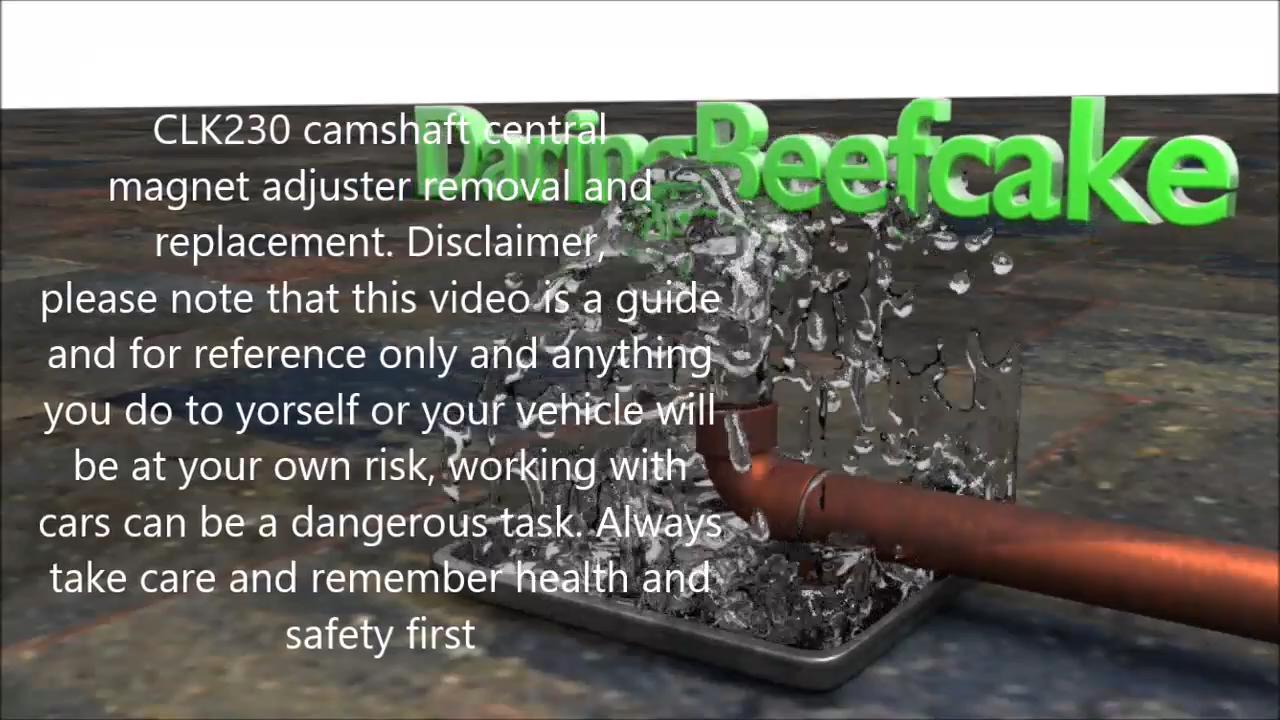 DaringBeefcake
CLK230 camshaft central
magnet adjuster removal and
replacement. Disclaimer,
please note that this video is a guide
and for reference only and anything
you do to yorself or your vehicle will
be at your own risk, working with
cars can be a dangerous task. Always
take care and remember health and
safety first